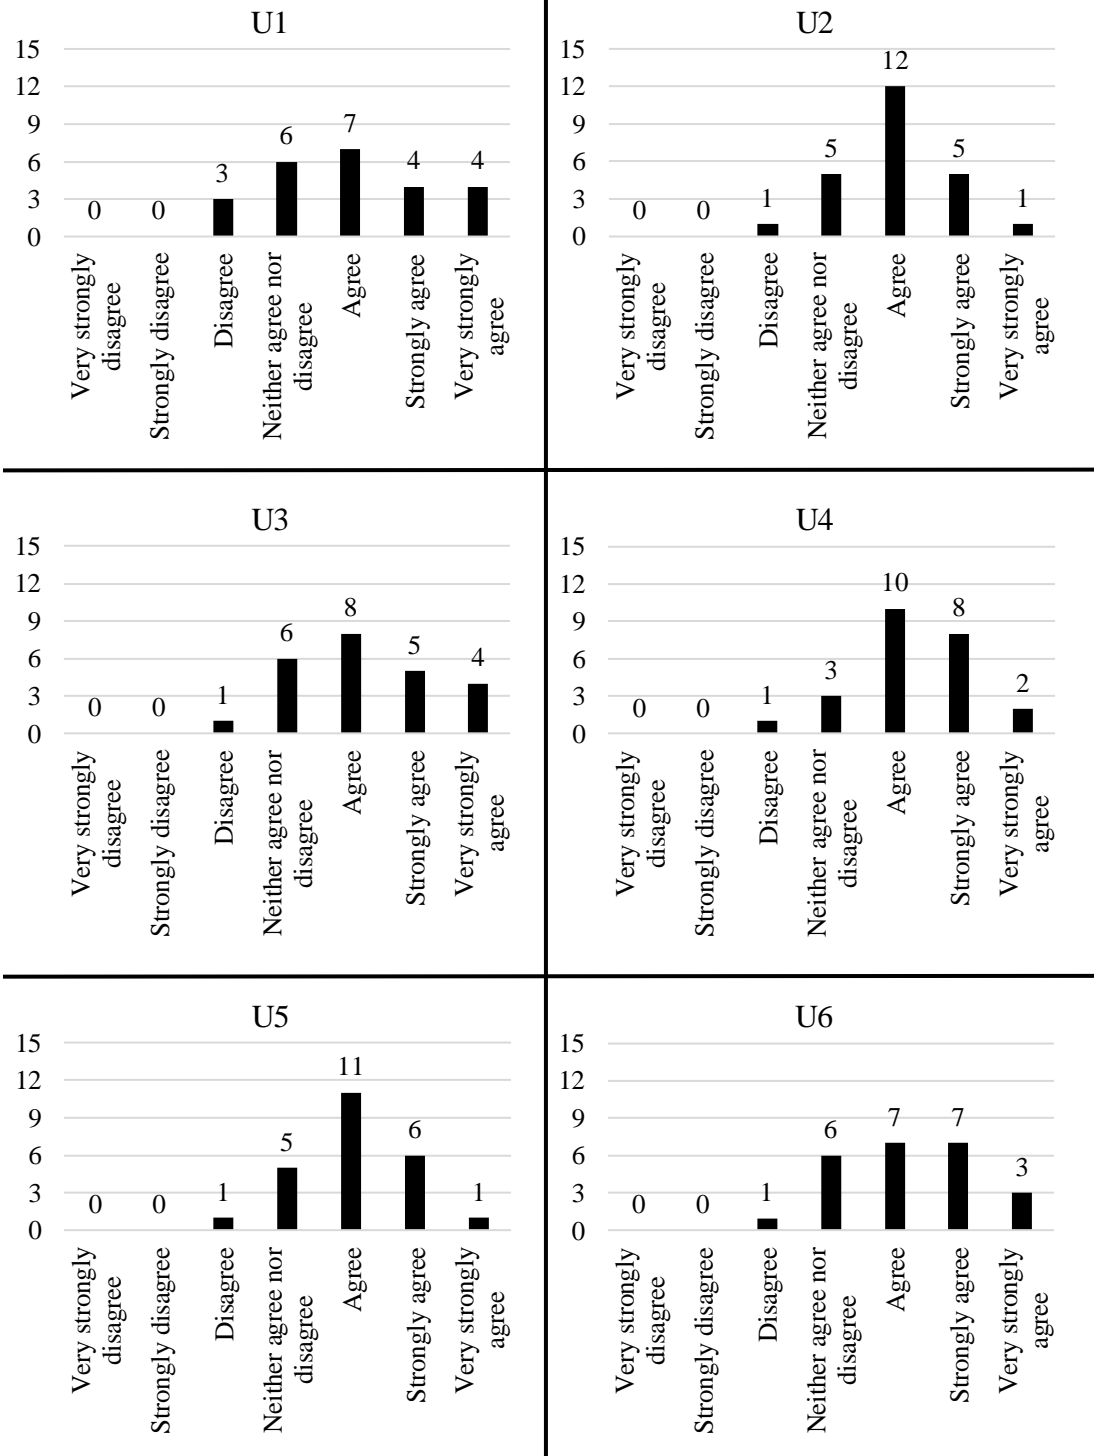 U1
15
12
9
6
3
0
0
0
3
6
7
4
4
Very strongly
disagree
Strongly disagree
Disagree
Neither agree nor
disagree
Agree
Strongly agree
Very strongly
agree
U2
15
12
9
6
3
0
0
0
1
5
12
5
1
Very strongly
disagree
Strongly disagree
Disagree
Neither agree nor
disagree
Agree
Strongly agree
Very strongly
agree
U3
15
12
9
6
3
0
0
0
1
6
8
5
4
Very strongly
disagree
Strongly disagree
Disagree
Neither agree nor
disagree
Agree
Strongly agree
Very strongly
agree
U4
15
12
9
6
3
0
0
0
1
3
10
8
2
Very strongly
disagree
Strongly disagree
Disagree
Neither agree nor
disagree
Agree
Strongly agree
Very strongly
agree
U5
15
12
9
6
3
0
0
0
1
5
11
6
1
Very strongly
disagree
Strongly disagree
Disagree
Neither agree nor
disagree
Agree
Strongly agree
Very strongly
agree
U6
15
12
9
6
3
0
0
0
1
6
7
7
3
Very strongly
disagree
Strongly disagree
Disagree
Neither agree nor
disagree
Agree
Strongly agree
Very strongly
agree